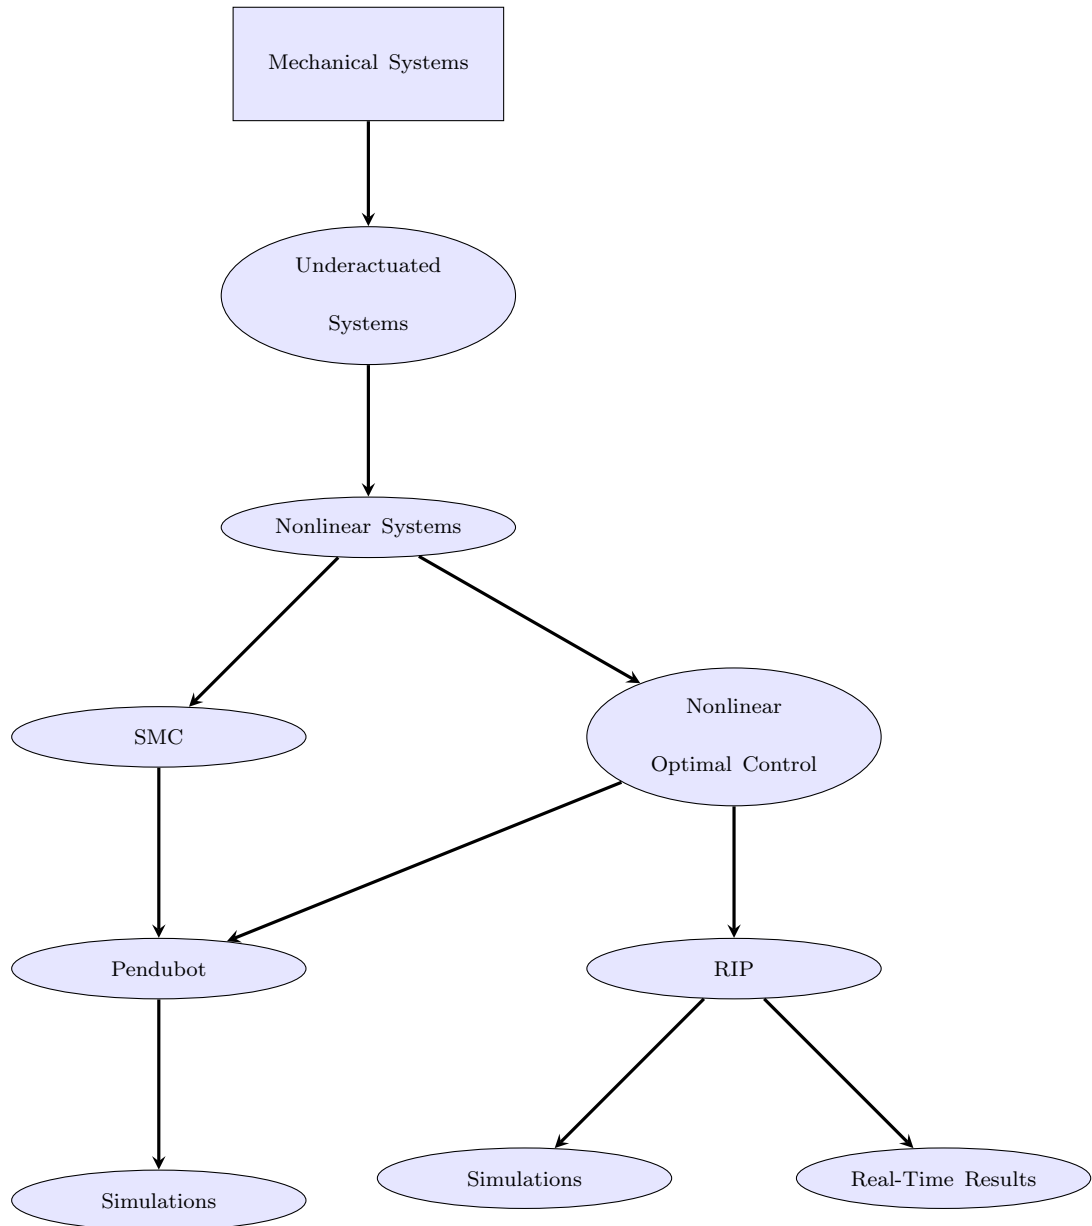 Mechanical Systems
Underactuated
Systems
Nonlinear Systems
SMC
Nonlinear
Optimal Control
Pendubot
RIP
Simulations
Real-Time Results
Simulations